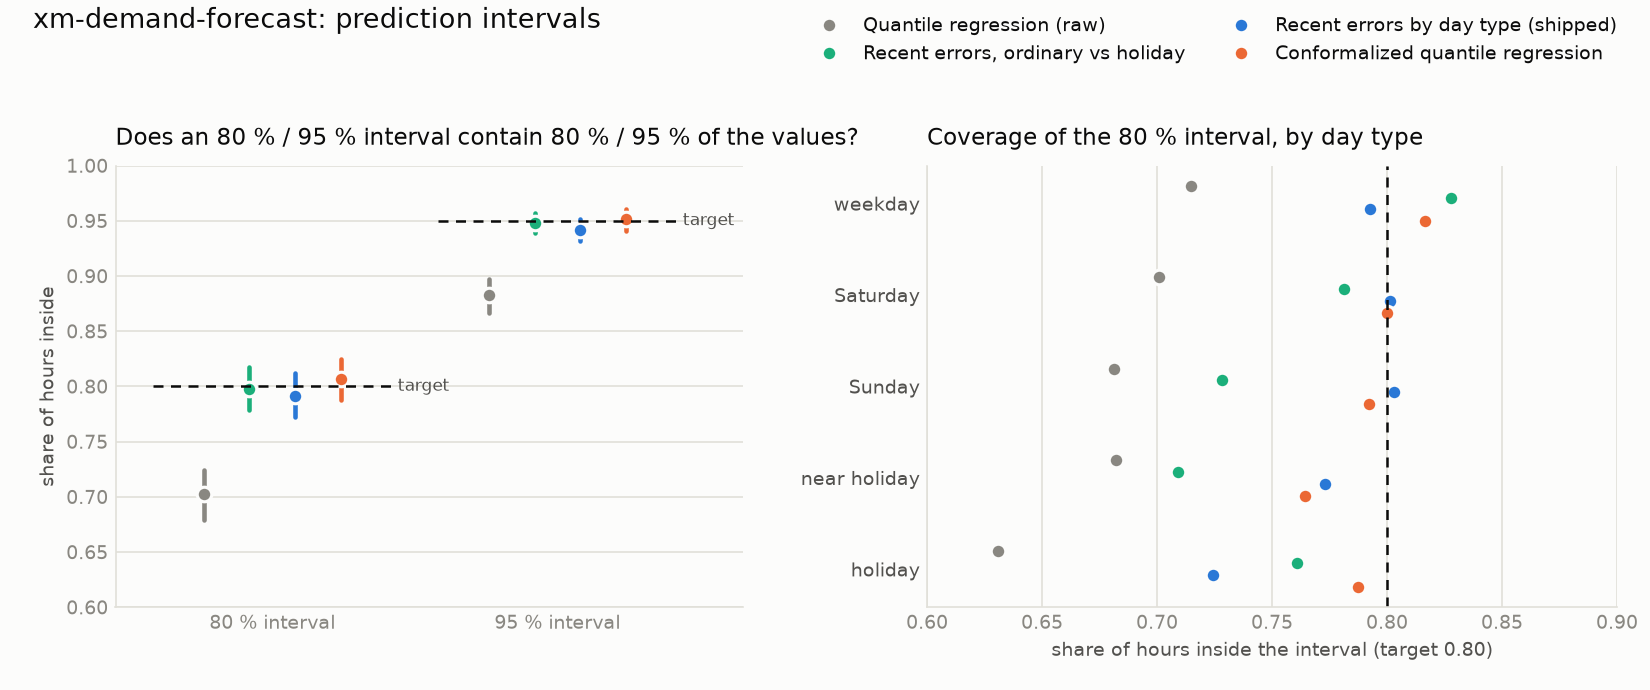 xm-demand-forecast: prediction intervals
Quantile regression (raw)
Recent errors, ordinary vs holiday
Recent errors by day type (shipped)
Conformalized quantile regression
Does an 80 % / 95 % interval contain 80 % / 95 % of the values?
share of hours inside
1.00
0.95
0.90
0.85
0.80
0.75
0.70
0.65
0.60
target
target
80 % interval
95 % interval
Coverage of the 80 % interval, by day type
weekday
Saturday
Sunday
near holiday
holiday
0.60
0.65
0.70
0.75
0.80
0.85
0.90
share of hours inside the interval (target 0.80)